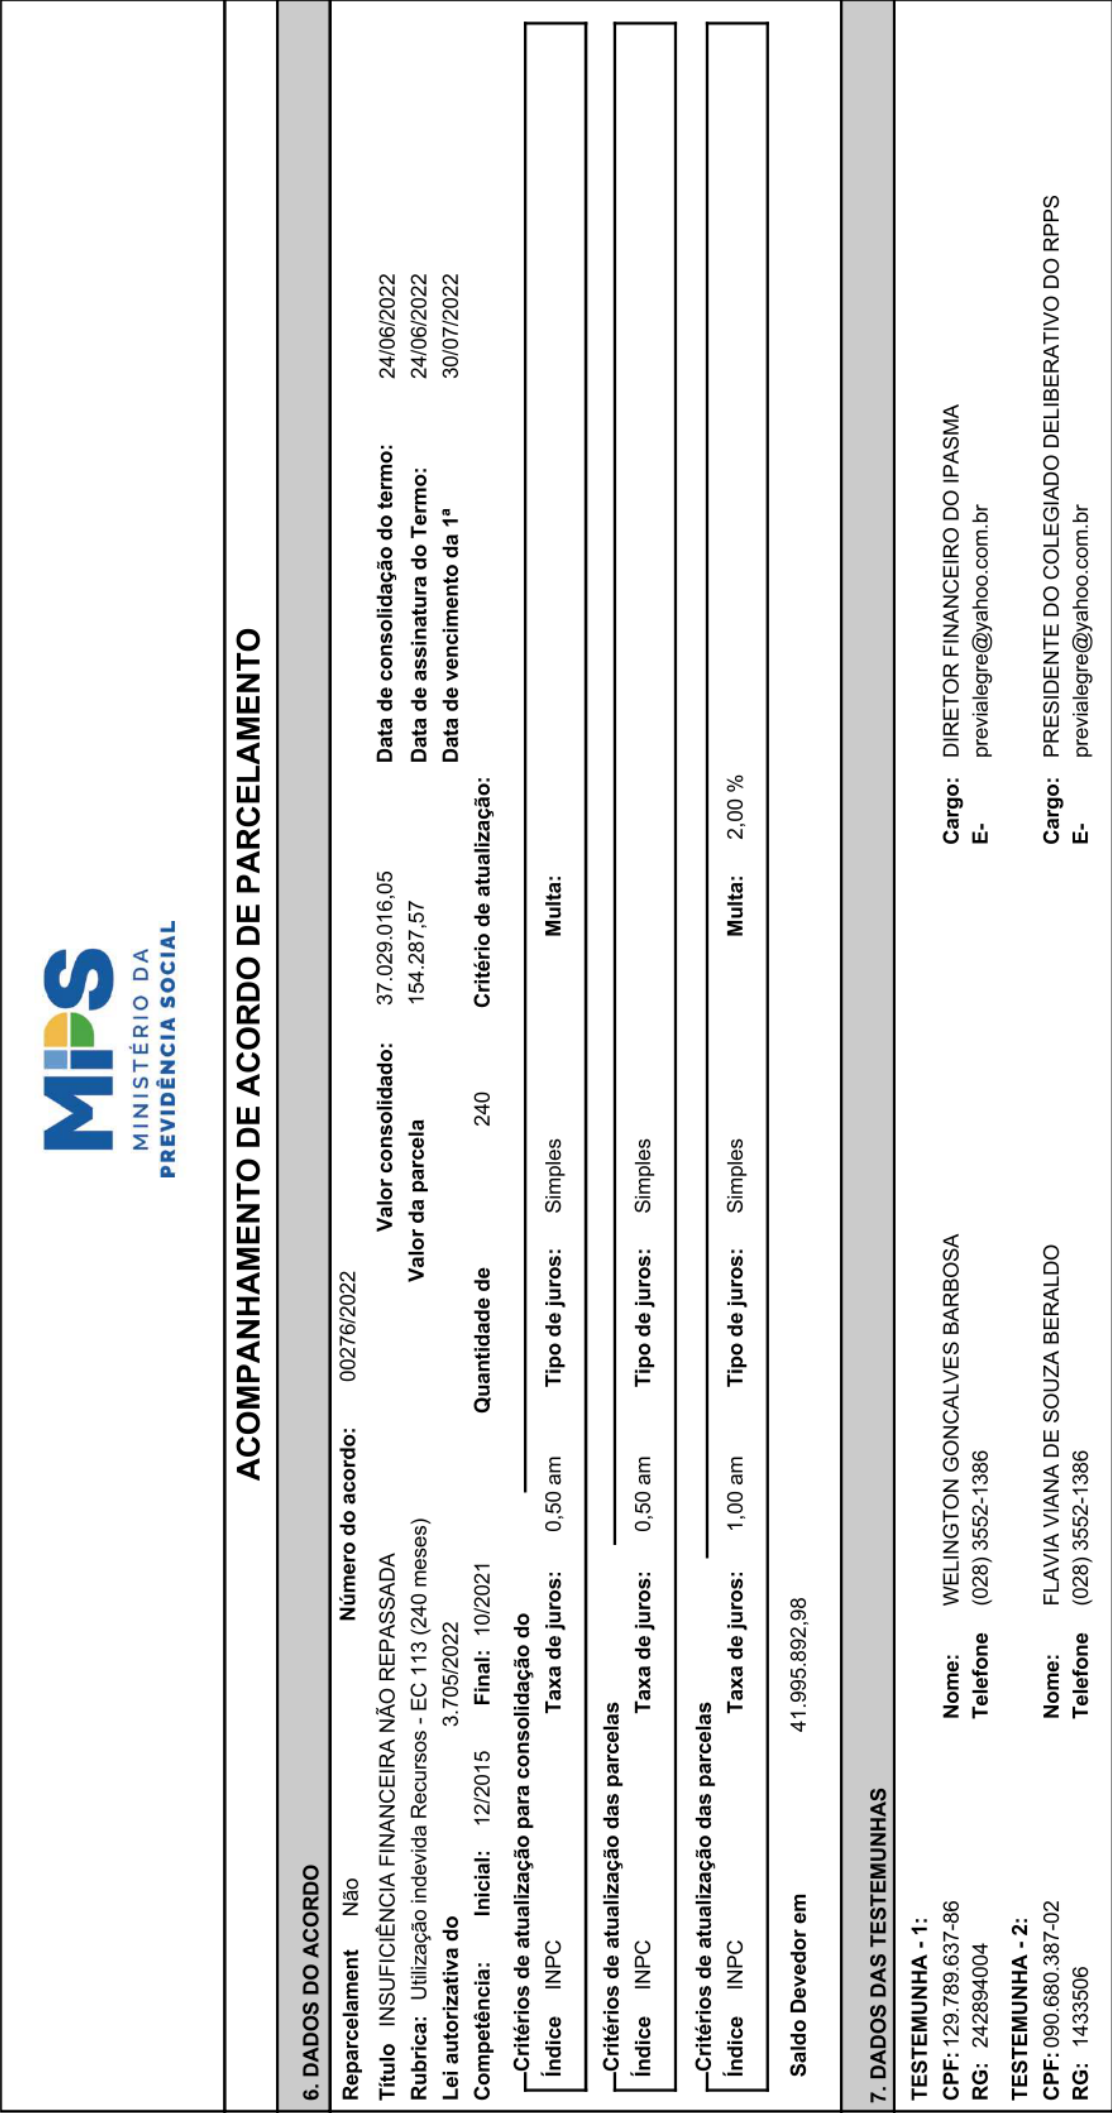 MPS
MINISTÉRIO DA
PREVIDÊNCIA SOCIAL
ACOMPANHAMENTO DE ACORDO DE PARCELAMENTO
6. DADOS DO ACORDO
Reparcelament Não Número do acordo: 00276/2022
Título INSUFICIÊNCIA FINANCEIRA NÃO REPASSADA Valor consolidado: 37.029.016,05 Data de consolidação do termo: 24/06/2022
Rubrica: Utilização indevida Recursos - EC 113 (240 meses) Valor da parcela 154.287,57 Data de assinatura do Termo: 24/06/2022
Lei autorizativa do 3.705/2022 Data de vencimento da 1ª 30/07/2022
Competência: Inicial: 12/2015 Final: 10/2021 Quantidade de 240 Critério de atualização:
Critérios de atualização para consolidação do
Índice INPC Taxa de juros: 0,50 am Tipo de juros: Simples Multa:
Critérios de atualização das parcelas
Índice INPC Taxa de juros: 0,50 am Tipo de juros: Simples
Critérios de atualização das parcelas
Índice INPC Taxa de juros: 1,00 am Tipo de juros: Simples Multa: 2,00 %
Saldo Devedor em 41.995.892,98
7. DADOS DAS TESTEMUNHAS
TESTEMUNHA - 1:
CPF: 129.789.637-86 Nome: WELINGTON GONCALVES BARBOSA Cargo: DIRETOR FINANCEIRO DO IPASMA
RG: 242894004 Telefone (028) 3552-1386 E- previalegre@yahoo.com.br
TESTEMUNHA - 2:
CPF: 090.680.387-02 Nome: FLAVIA VIANA DE SOUZA BERALDO Cargo: PRESIDENTE DO COLEGIADO DELIBERATIVO DO RPPS
RG: 1433506 Telefone (028) 3552-1386 E- previalegre@yahoo.com.br